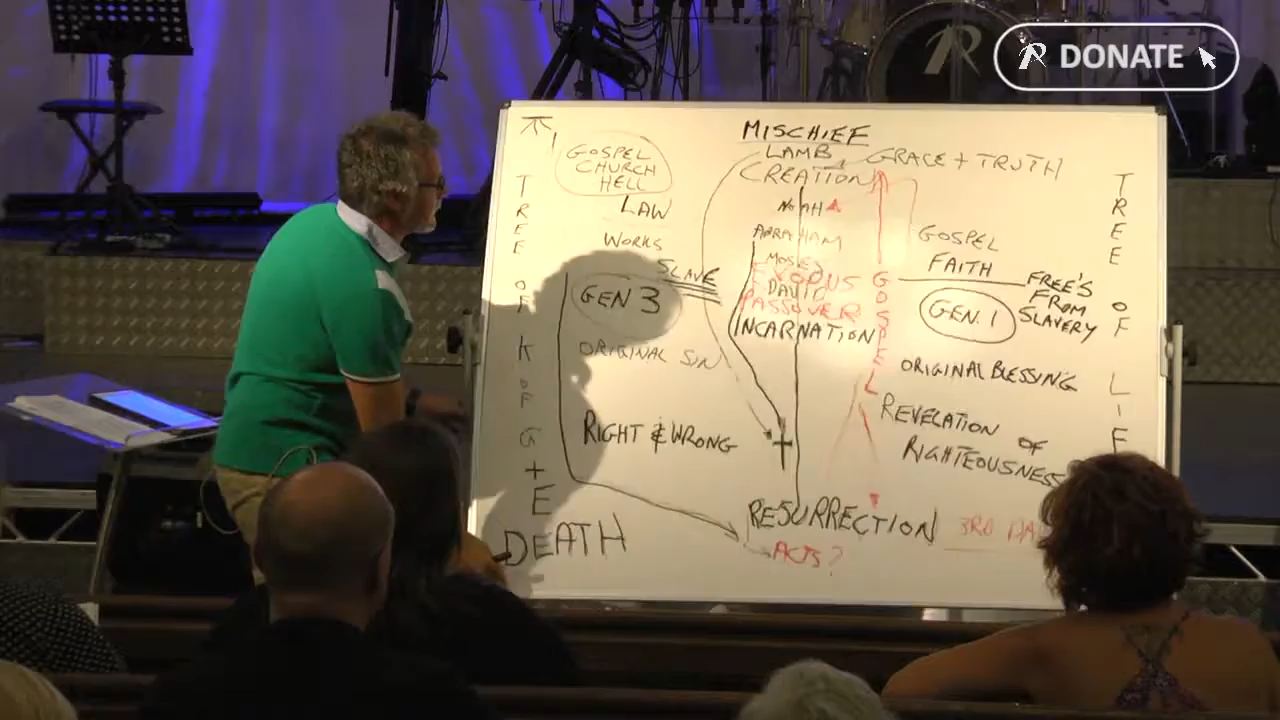 DONATE
MISCHIEF
LAMB, GRACE + TRUTH
CREATION
NOAH
ABRAHAM
MOSES
EXODUS
DAVID
PASSOVER
INCARNATION
RESURRECTION
3RD DA
ACTS?
GOSPEL
TREE OF K OF G+E
GOSPEL
CHURCH
HELL
LAW
WORKS
SLAVE
GEN 3
ORIGINAL SIN
RIGHT & WRONG
DEATH
GOSPEL
FAITH
FREE'S
FROM
SLAVERY
GEN. 1
ORIGINAL BLESSING
REVELATION OF
RIGHTEOUSNESS
TREE OF LIFE